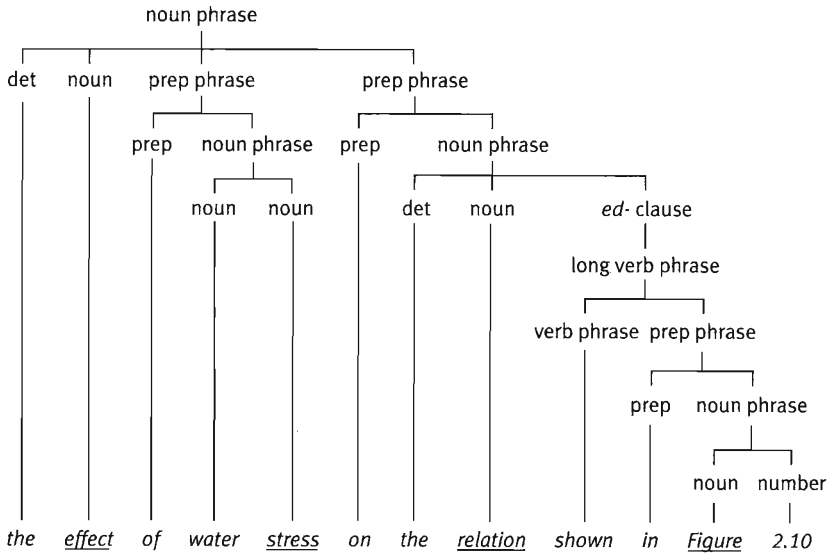 noun phrase
det noun prep phrase prep phrase
prep noun phrase prep noun phrase
noun noun det noun ed- clause
long verb phrase
verb phrase prep phrase
prep noun phrase
noun number
the effect of water stress on the relation shown in Figure 2.10